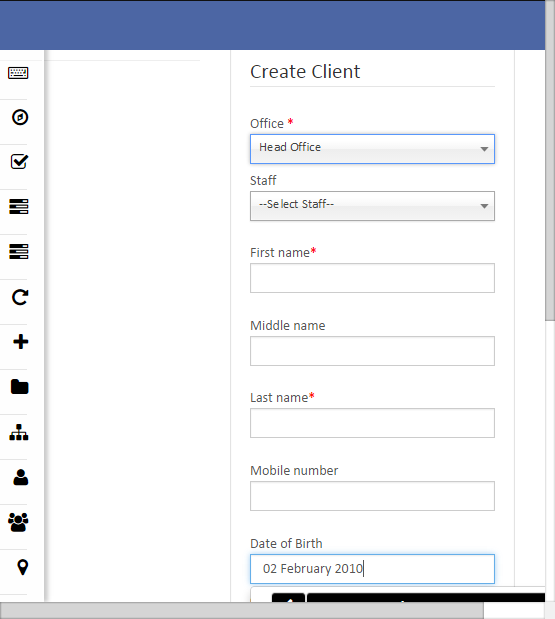 Create Client
Office *
Head Office
Staff
--Select Staff--
First name*
Middle name
Last name*
Mobile number
Date of Birth
02 February 2010